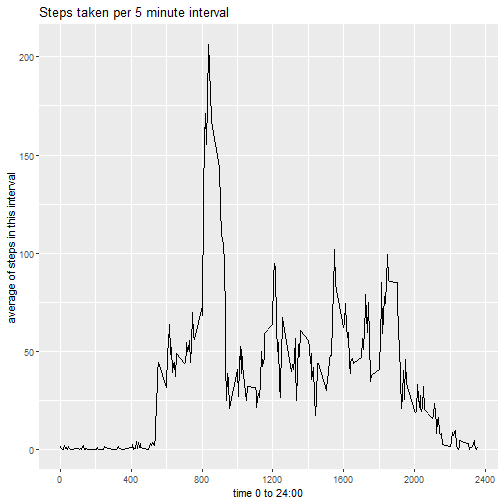 Steps taken per 5 minute interval
200
150
100
50
0
average of steps in this interval
0 400 800 1200 1600 2000 2400
time 0 to 24:00